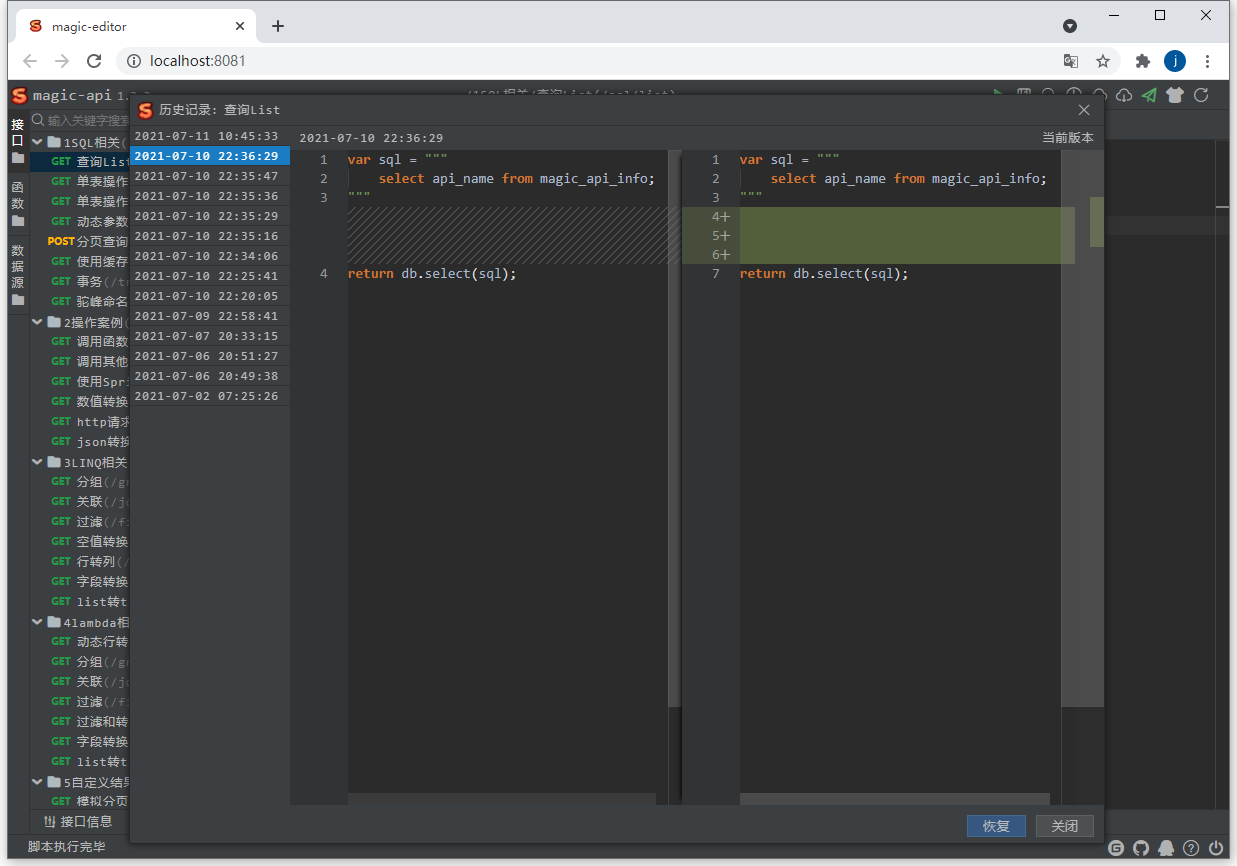 magic-editor
localhost:8081
j
magic-api
历史记录: 查询List
接口
函数
数据源
输入关键字搜索
1SQL相关
GET 查询List
GET 单表操作
GET 单表操作
GET 动态参数
POST 分页查询
GET 使用缓存
GET 事务
GET 驼峰命名
2操作案例
GET 调用函数
GET 调用其他
GET 使用Spri
GET 数值转换
GET http请求
GET json转换
3LINQ相关
GET 分组(/g
GET 关联(/j
GET 过滤(/f
GET 空值转换
GET 行转列(/
GET 字段转换
GET list转t
4lambda相
GET 动态行转
GET 分组(/g
GET 关联(/j
GET 过滤(/f
GET 过滤和转
GET 字段转换
GET list转t
5自定义结果
GET 模拟分页
接口信息
脚本执行完毕
2021-07-11 10:45:33
2021-07-10 22:36:29
2021-07-10 22:35:47
2021-07-10 22:35:36
2021-07-10 22:35:29
2021-07-10 22:35:16
2021-07-10 22:34:06
2021-07-10 22:25:41
2021-07-10 22:20:05
2021-07-09 22:58:41
2021-07-07 20:33:15
2021-07-06 20:51:27
2021-07-06 20:49:38
2021-07-02 07:25:26
2021-07-10 22:36:29
1 var sql = """
2 select api_name from magic_api_info;
3 """
4 return db.select(sql);
当前版本
1 var sql = """
2 select api_name from magic_api_info;
3 """
4+
5+
6+
7 return db.select(sql);
恢复
关闭